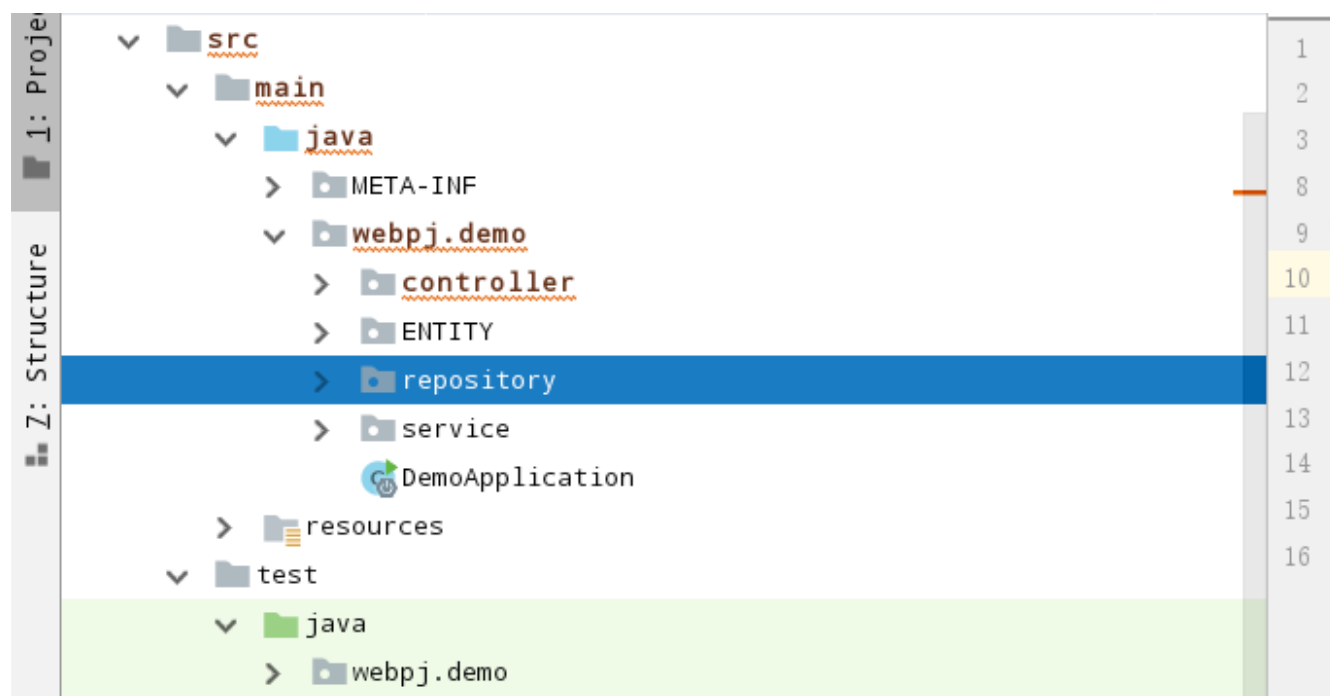 1: Project
Z: Structure
src
main
java
META-INF
webpj.demo
controller
ENTITY
repository
service
DemoApplication
resources
test
java
webpj.demo
1
2
3
8
9
10
11
12
13
14
15
16